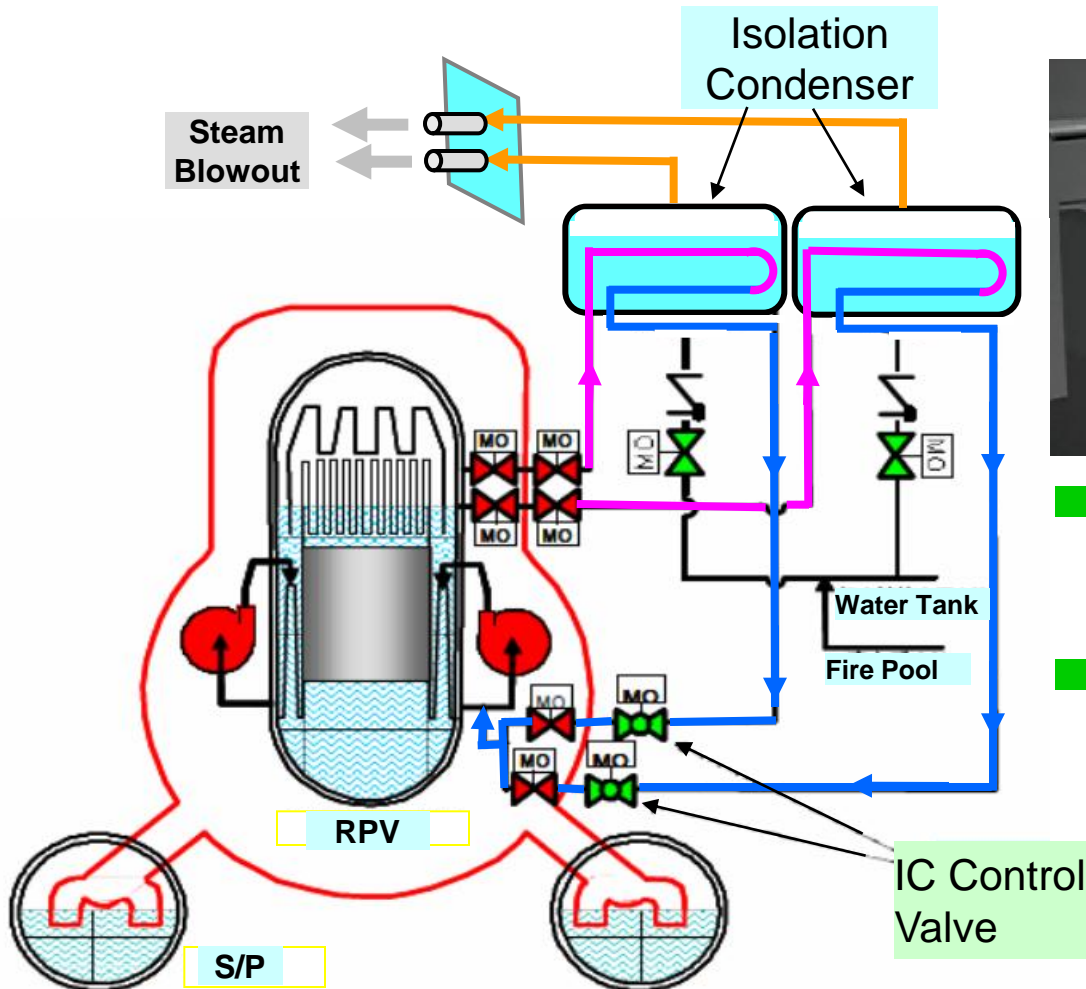 Isolation
Condenser
Steam
Blowout
MO
MO
MO
MO
MO
MO
Water Tank
Fire Pool
MO
MO
MO
MO
RPV
IC Control
Valve
S/P